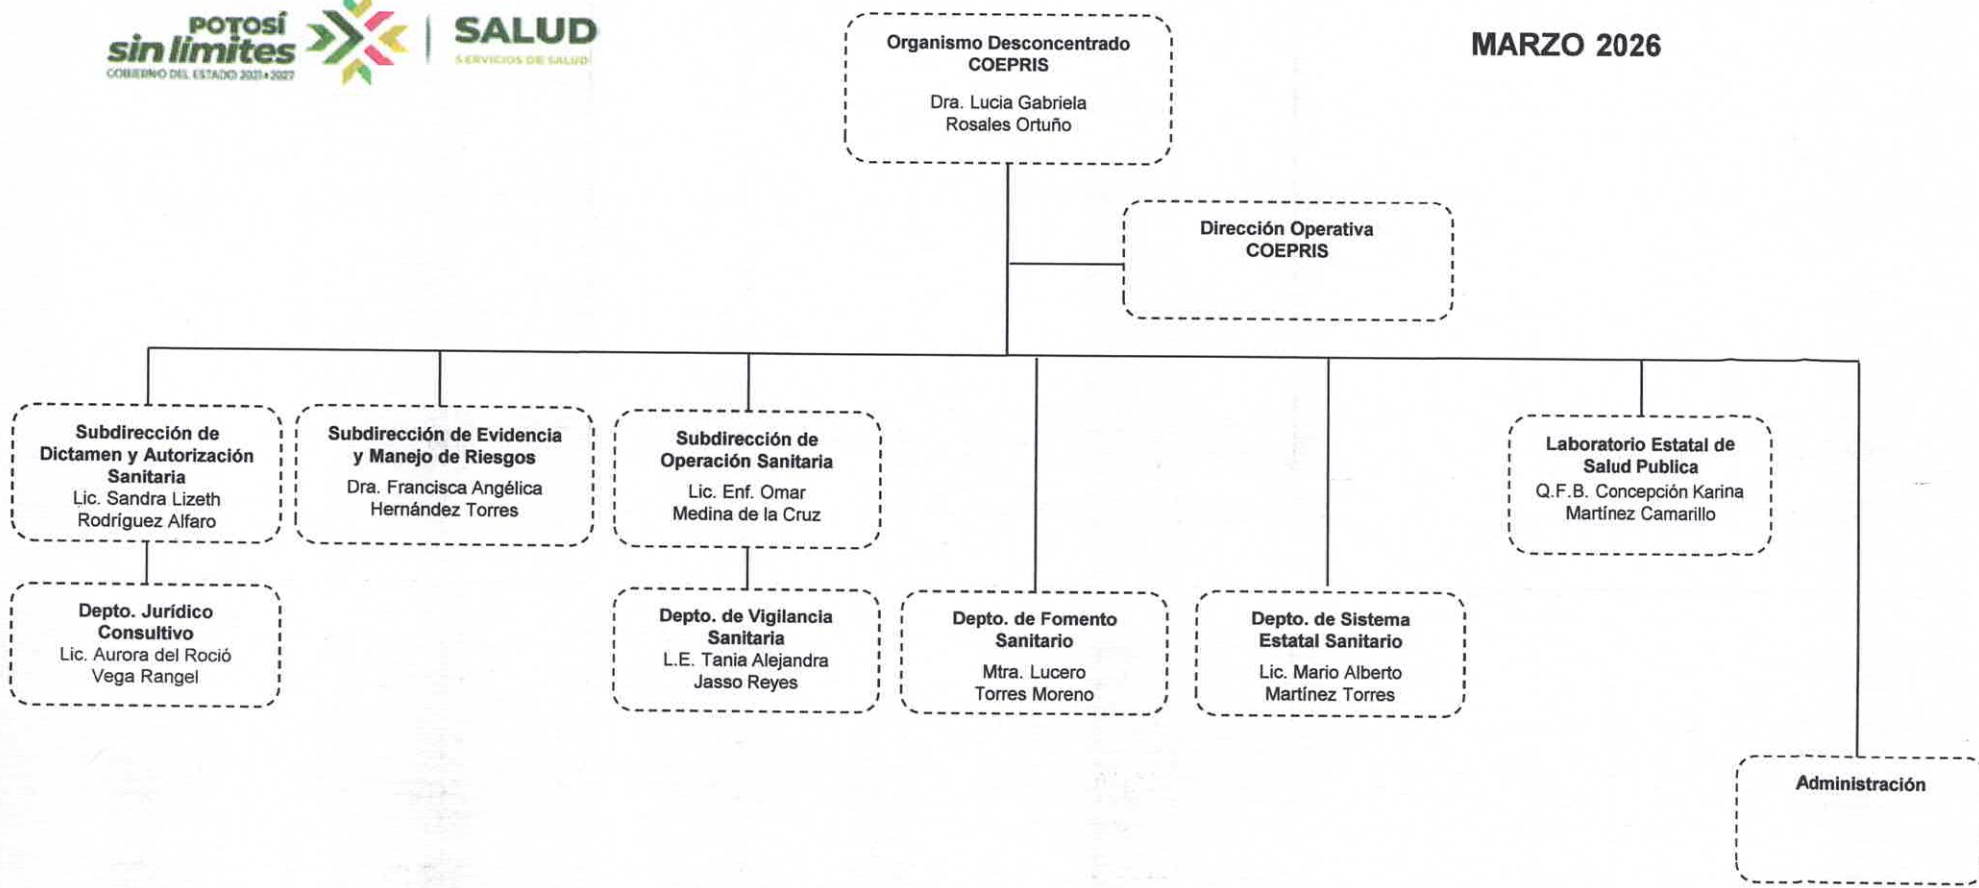 POTOSÍ
sin límites
GOBIERNO DEL ESTADO 2021•2027
SALUD
SERVICIOS DE SALUD
MARZO 2026
Organismo Desconcentrado
COEPRIS
Dra. Lucia Gabriela
Rosales Ortuño
Dirección Operativa
COEPRIS
Subdirección de
Dictamen y Autorización
Sanitaria
Lic. Sandra Lizeth
Rodríguez Alfaro
Subdirección de Evidencia
y Manejo de Riesgos
Dra. Francisca Angélica
Hernández Torres
Subdirección de
Operación Sanitaria
Lic. Enf. Omar
Medina de la Cruz
Laboratorio Estatal de
Salud Publica
Q.F.B. Concepción Karina
Martínez Camarillo
Depto. Jurídico
Consultivo
Lic. Aurora del Roció
Vega Rangel
Depto. de Vigilancia
Sanitaria
L.E. Tania Alejandra
Jasso Reyes
Depto. de Fomento
Sanitario
Mtra. Lucero
Torres Moreno
Depto. de Sistema
Estatal Sanitario
Lic. Mario Alberto
Martínez Torres
Administración